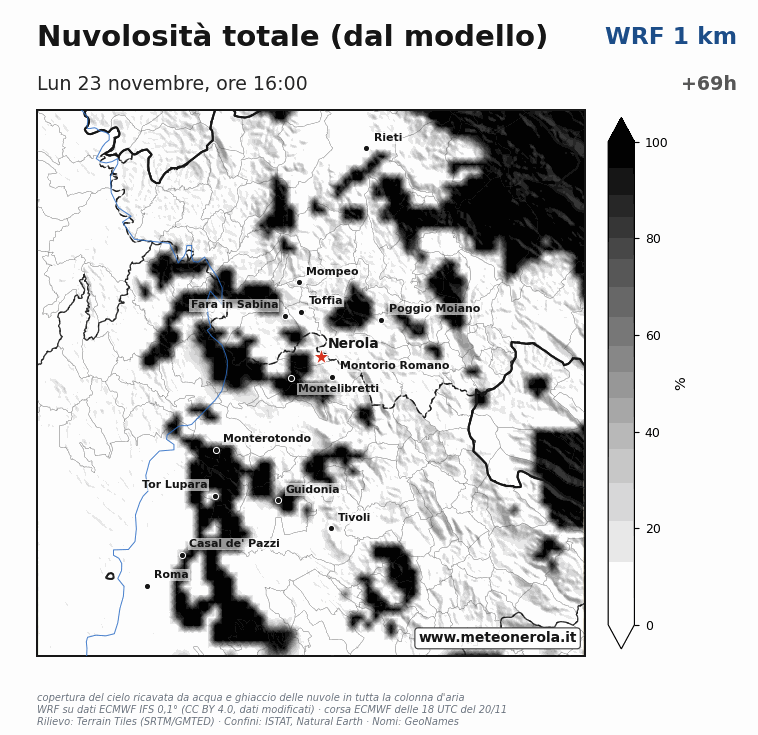 Nuvolosità totale (dal modello)
WRF 1 km
Lun 23 novembre, ore 16:00
+69h
Rieti
Mompeo
Toffia
Fara in Sabina
Poggio Moiano
Nerola
Montorio Romano
Montelibretti
Monterotondo
Tor Lupara
Guidonia
Tivoli
Casal de' Pazzi
Roma
www.meteonerola.it
100
80
60
40
20
0
%
copertura del cielo ricavata da acqua e ghiaccio delle nuvole in tutta la colonna d'aria
WRF su dati ECMWF IFS 0,1° (CC BY 4.0, dati modificati) · corsa ECMWF delle 18 UTC del 20/11
Rilievo: Terrain Tiles (SRTM/GMTED) · Confini: ISTAT, Natural Earth · Nomi: GeoNames